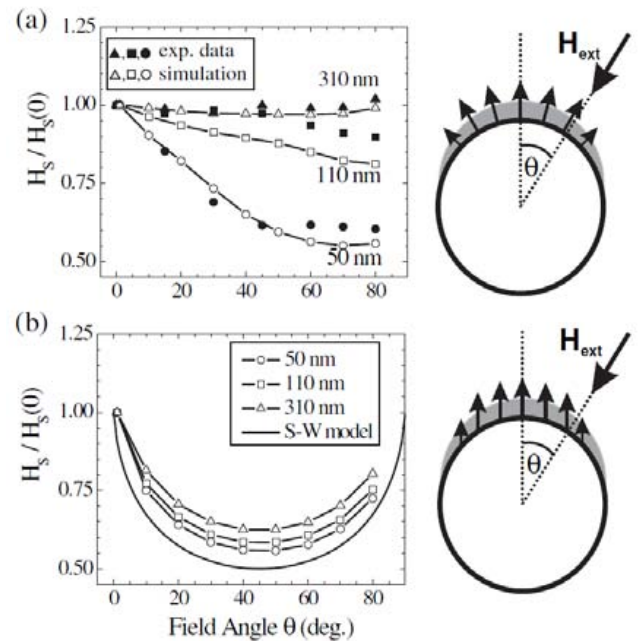 (a)
exp. data
simulation
310 nm
110 nm
50 nm
H_S / H_S(0)
1.25
1.00
0.75
0.50
0 20 40 60 80
H_ext
θ
(b)
50 nm
110 nm
310 nm
S-W model
H_S / H_S(0)
1.25
1.00
0.75
0.50
0 20 40 60 80
Field Angle θ (deg.)
H_ext
θ